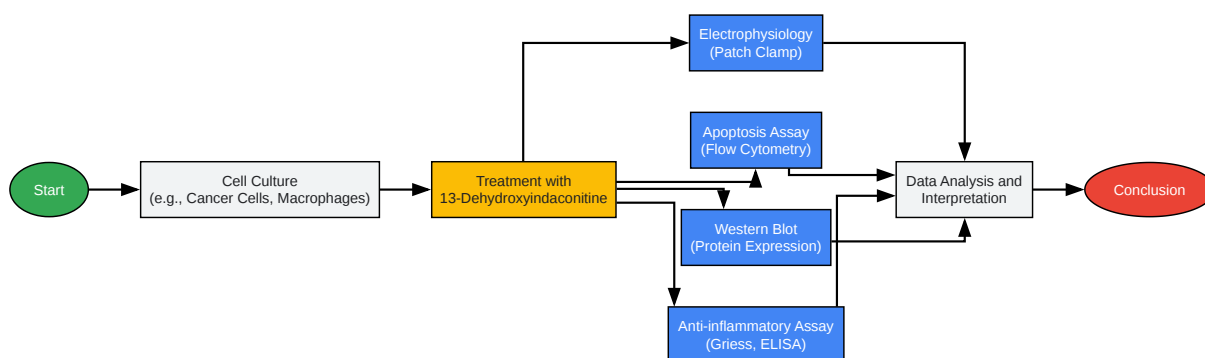 Start
Cell Culture
(e.g., Cancer Cells, Macrophages)
Treatment with
13-Dehydroxyindaconitine
Electrophysiology
(Patch Clamp)
Apoptosis Assay
(Flow Cytometry)
Western Blot
(Protein Expression)
Anti-inflammatory Assay
(Griess, ELISA)
Data Analysis and
Interpretation
Conclusion